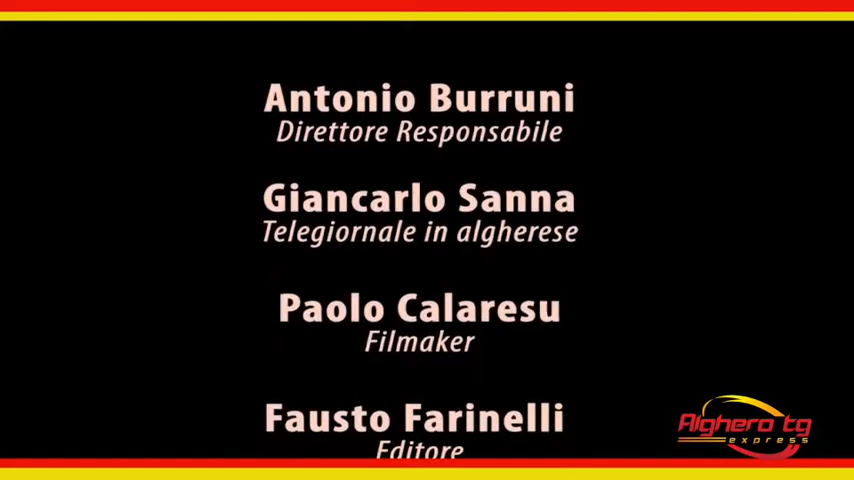 Antonio Burruni
Direttore Responsabile
Giancarlo Sanna
Telegiornale in algherese
Paolo Calaresu
Filmaker
Fausto Farinelli
Editore
Alghero tg
express